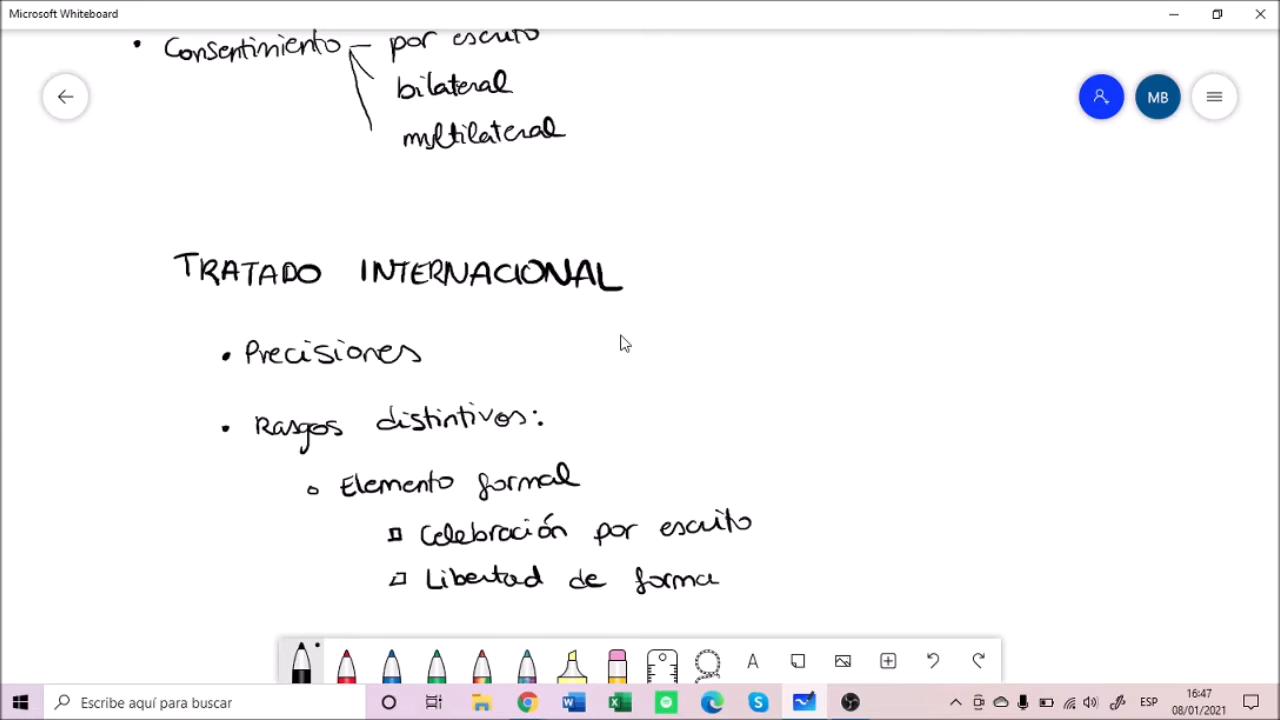 Microsoft Whiteboard
• Consentimiento — por escrito
bilateral
multilateral
MB
TRATADO INTERNACIONAL
• Precisiones
• Rasgos distintivos:
o Elemento formal
▫ Celebración por escrito
▫ Libertad de forma
A
Escribe aquí para buscar
ESP
16:47
08/01/2021